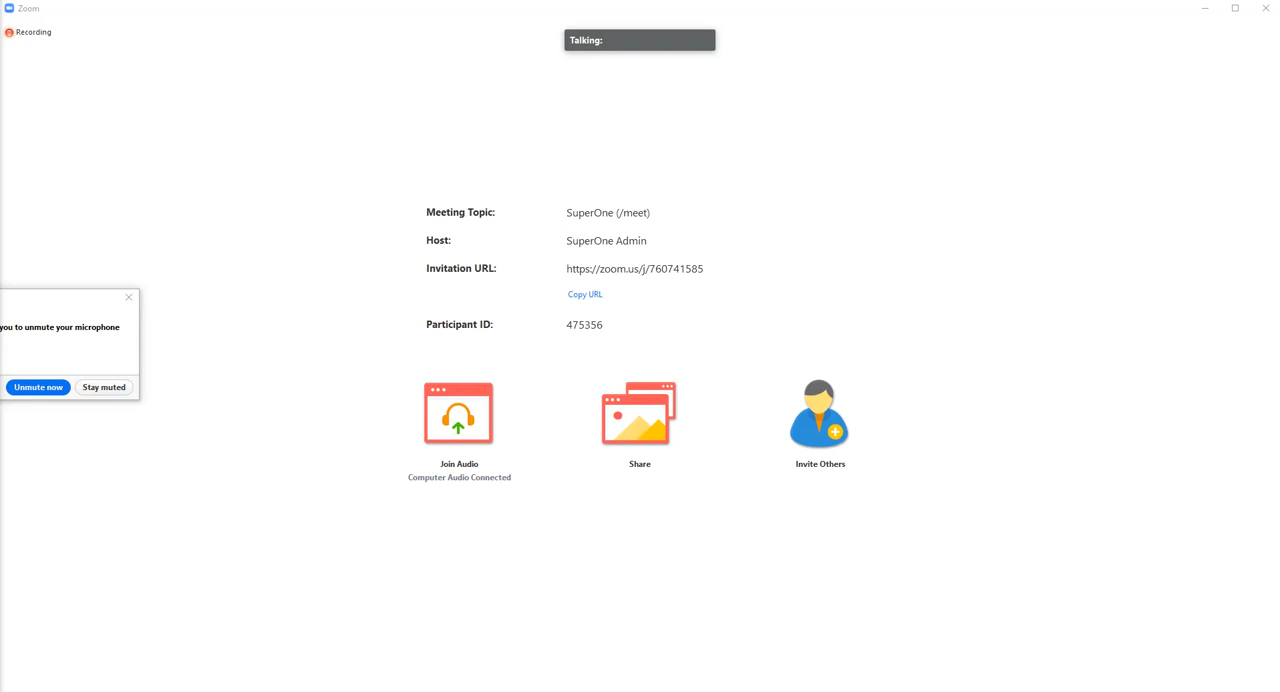 Zoom
Recording
Talking:
Meeting Topic: SuperOne (/meet)
Host: SuperOne Admin
Invitation URL: https://zoom.us/j/760741585
Copy URL
Participant ID: 475356
you to unmute your microphone
Unmute now Stay muted
Join Audio Share Invite Others
Computer Audio Connected